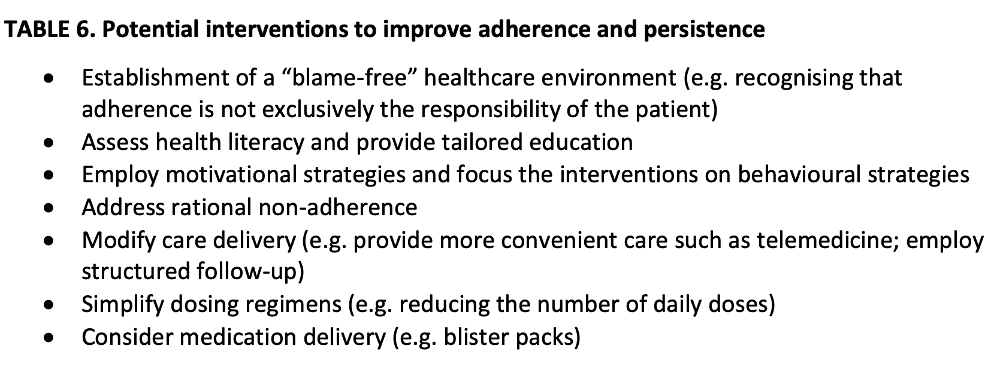 TABLE 6. Potential interventions to improve adherence and persistence
• Establishment of a “blame-free” healthcare environment (e.g. recognising that
adherence is not exclusively the responsibility of the patient)
• Assess health literacy and provide tailored education
• Employ motivational strategies and focus the interventions on behavioural strategies
• Address rational non-adherence
• Modify care delivery (e.g. provide more convenient care such as telemedicine; employ
structured follow-up)
• Simplify dosing regimens (e.g. reducing the number of daily doses)
• Consider medication delivery (e.g. blister packs)